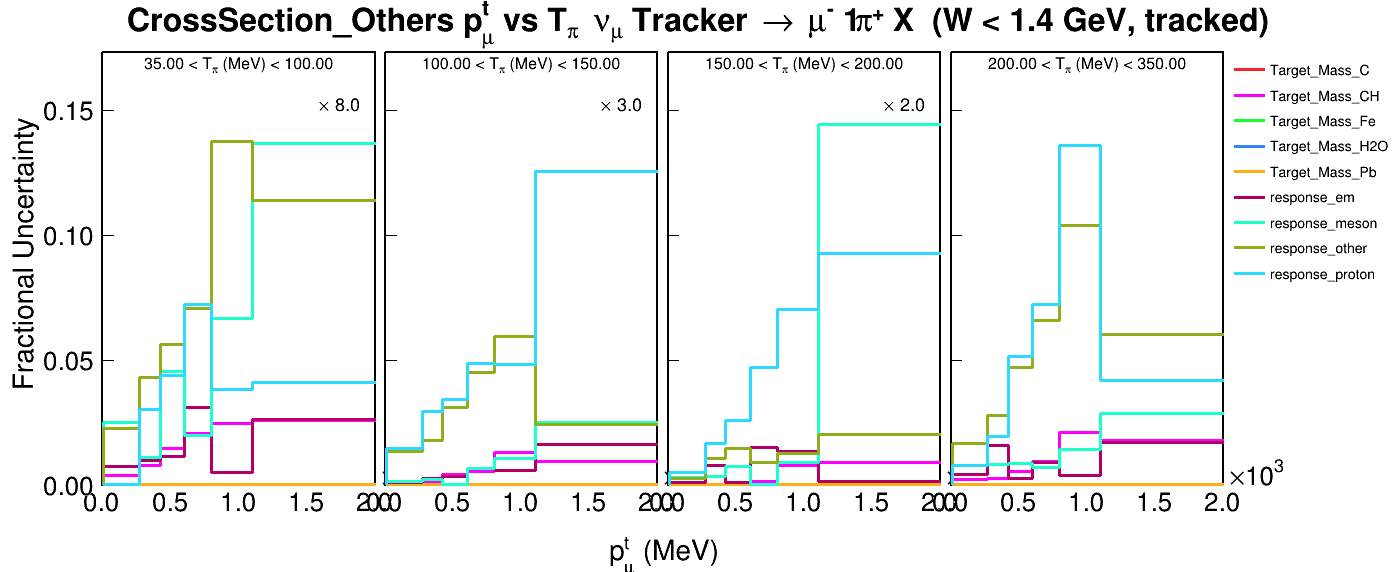 CrossSection_Others p^t_μ vs T_π ν_μ Tracker → μ^- 1π^+ X (W < 1.4 GeV, tracked)
35.00 < T_π (MeV) < 100.00
100.00 < T_π (MeV) < 150.00
150.00 < T_π (MeV) < 200.00
200.00 < T_π (MeV) < 350.00
× 8.0
× 3.0
× 2.0
Target_Mass_C
Target_Mass_CH
Target_Mass_Fe
Target_Mass_H2O
Target_Mass_Pb
response_em
response_meson
response_other
response_proton
Fractional Uncertainty
0.15
0.10
0.05
0.00
0.0 0.5 1.0 1.5 2.0
0.0 0.5 1.0 1.5 2.0
0.0 0.5 1.0 1.5 2.0
0.0 0.5 1.0 1.5 2.0
×10^3
p^t_μ (MeV)